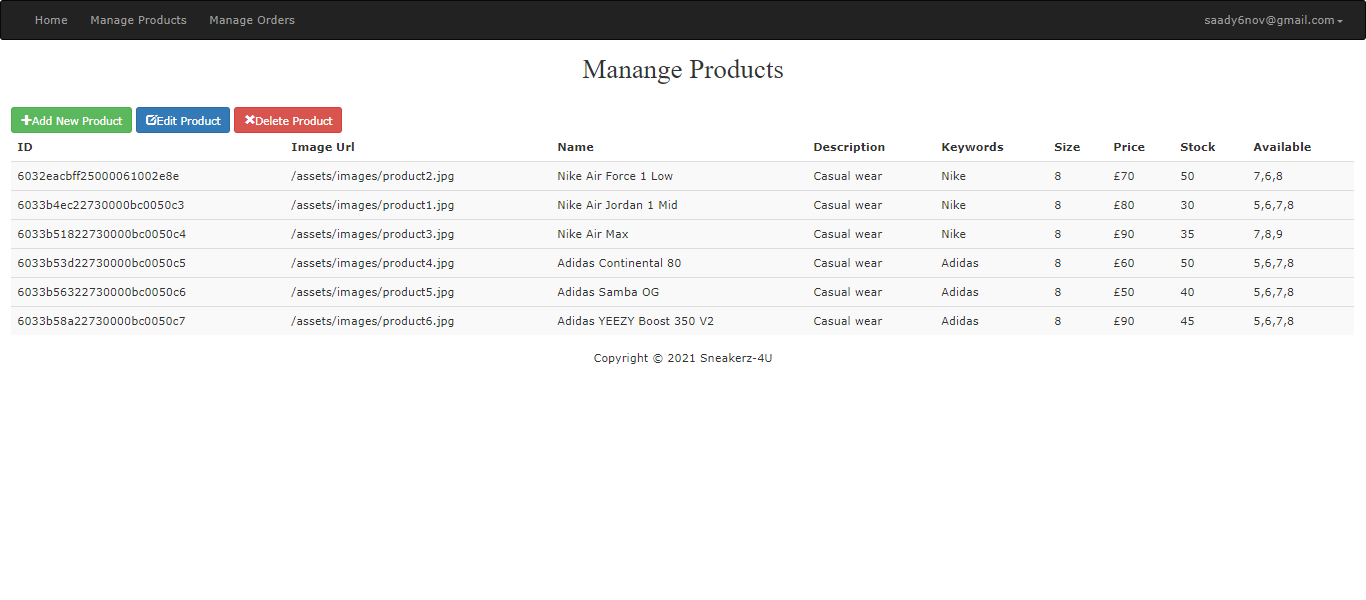 Home Manage Products Manage Orders saady6nov@gmail.com
Manange Products
Add New Product Edit Product Delete Product
ID Image Url Name Description Keywords Size Price Stock Available
6032eacbff25000061002e8e /assets/images/product2.jpg Nike Air Force 1 Low Casual wear Nike 8 £70 50 7,6,8
6033b4ec22730000bc0050c3 /assets/images/product1.jpg Nike Air Jordan 1 Mid Casual wear Nike 8 £80 30 5,6,7,8
6033b51822730000bc0050c4 /assets/images/product3.jpg Nike Air Max Casual wear Nike 8 £90 35 7,8,9
6033b53d22730000bc0050c5 /assets/images/product4.jpg Adidas Continental 80 Casual wear Adidas 8 £60 50 5,6,7,8
6033b56322730000bc0050c6 /assets/images/product5.jpg Adidas Samba OG Casual wear Adidas 8 £50 40 5,6,7,8
6033b58a22730000bc0050c7 /assets/images/product6.jpg Adidas YEEZY Boost 350 V2 Casual wear Adidas 8 £90 45 5,6,7,8
Copyright © 2021 Sneakerz-4U